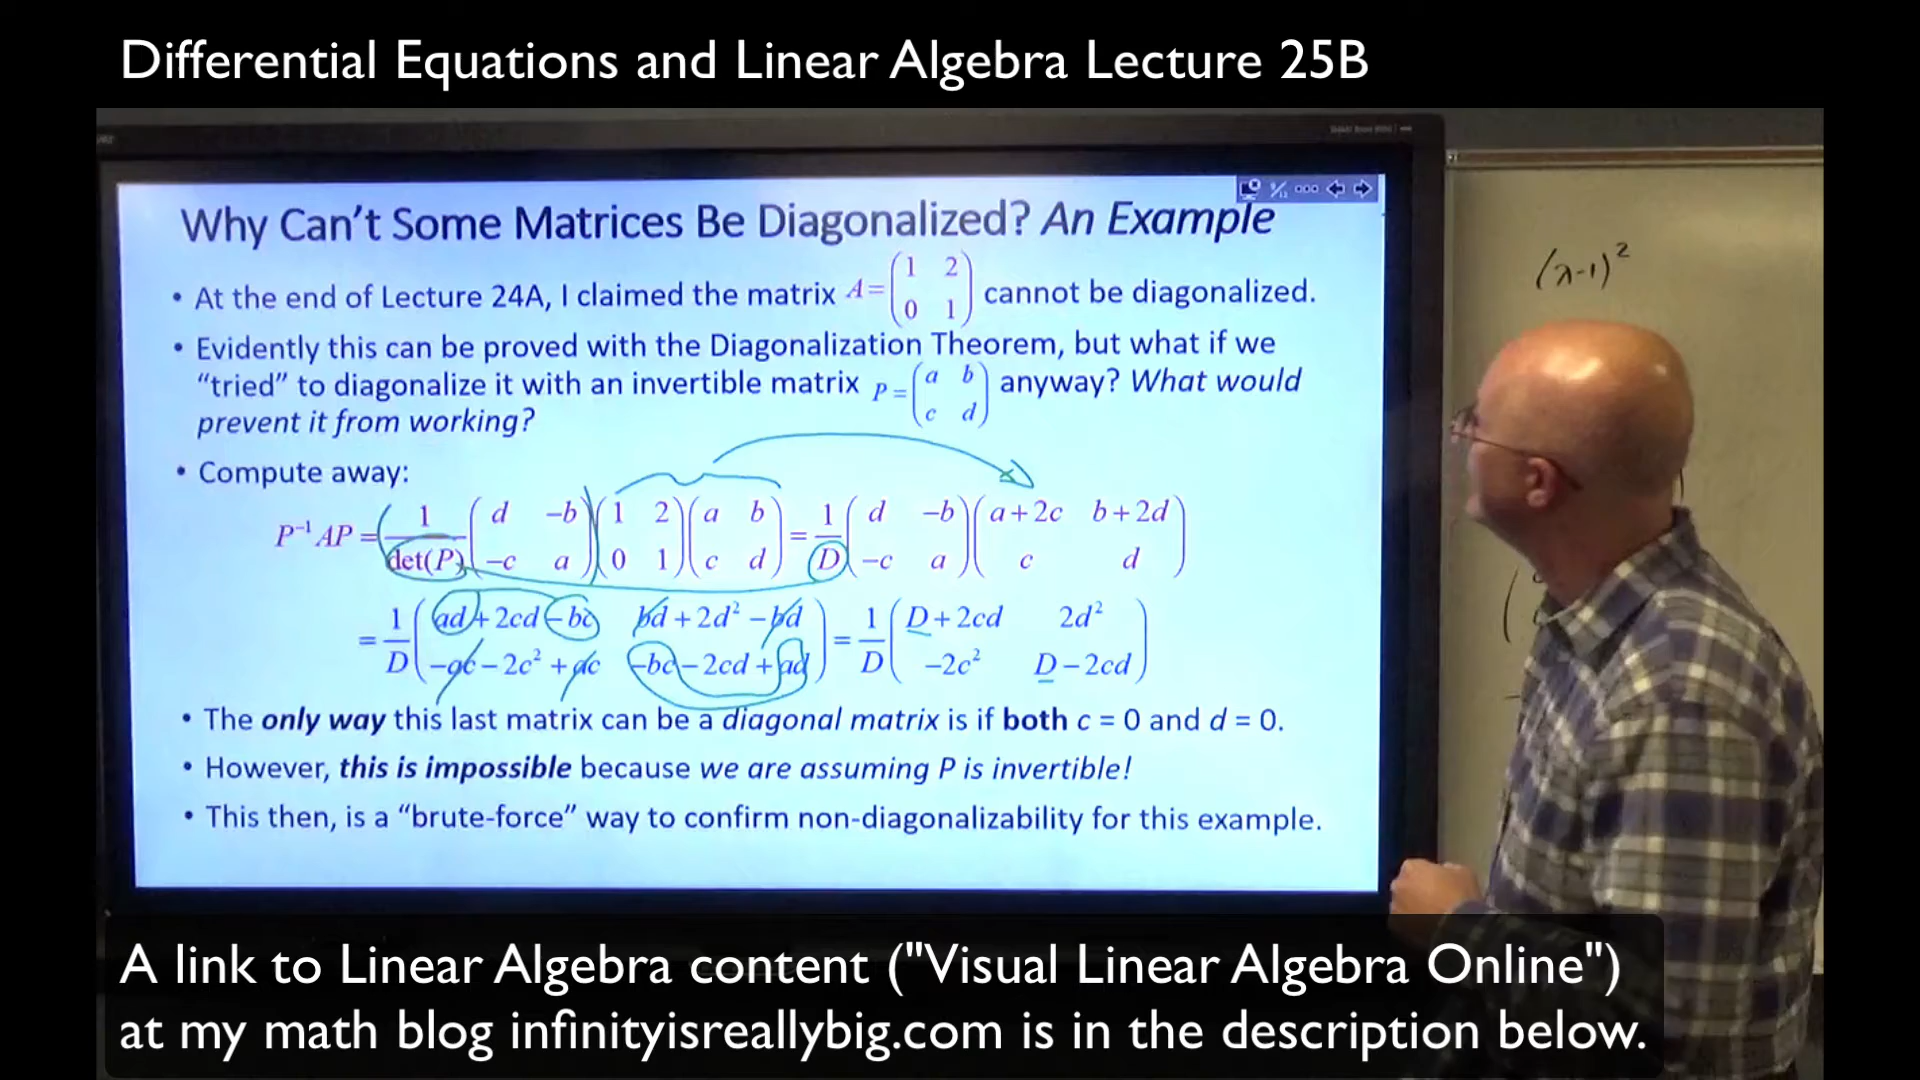 Differential Equations and Linear Algebra Lecture 25B
Why Can't Some Matrices Be Diagonalized? An Example
• At the end of Lecture 24A, I claimed the matrix A = (1 2; 0 1) cannot be diagonalized.
• Evidently this can be proved with the Diagonalization Theorem, but what if we
"tried" to diagonalize it with an invertible matrix P = (a b; c d) anyway? What would
prevent it from working?
• Compute away:
P⁻¹ AP = 1/det(P) (d −b; −c a)(1 2; 0 1)(a b; c d) = 1/D (d −b; −c a)(a+2c b+2d; c d)
= 1/D (ad+2cd−bc bd+2d²−bd; −ac−2c²+ac −bc−2cd+ad) = 1/D (D+2cd 2d²; −2c² D−2cd)
• The only way this last matrix can be a diagonal matrix is if both c = 0 and d = 0.
• However, this is impossible because we are assuming P is invertible!
• This then, is a "brute-force" way to confirm non-diagonalizability for this example.
(λ-1)²
A link to Linear Algebra content ("Visual Linear Algebra Online")
at my math blog infinityisreallybig.com is in the description below.